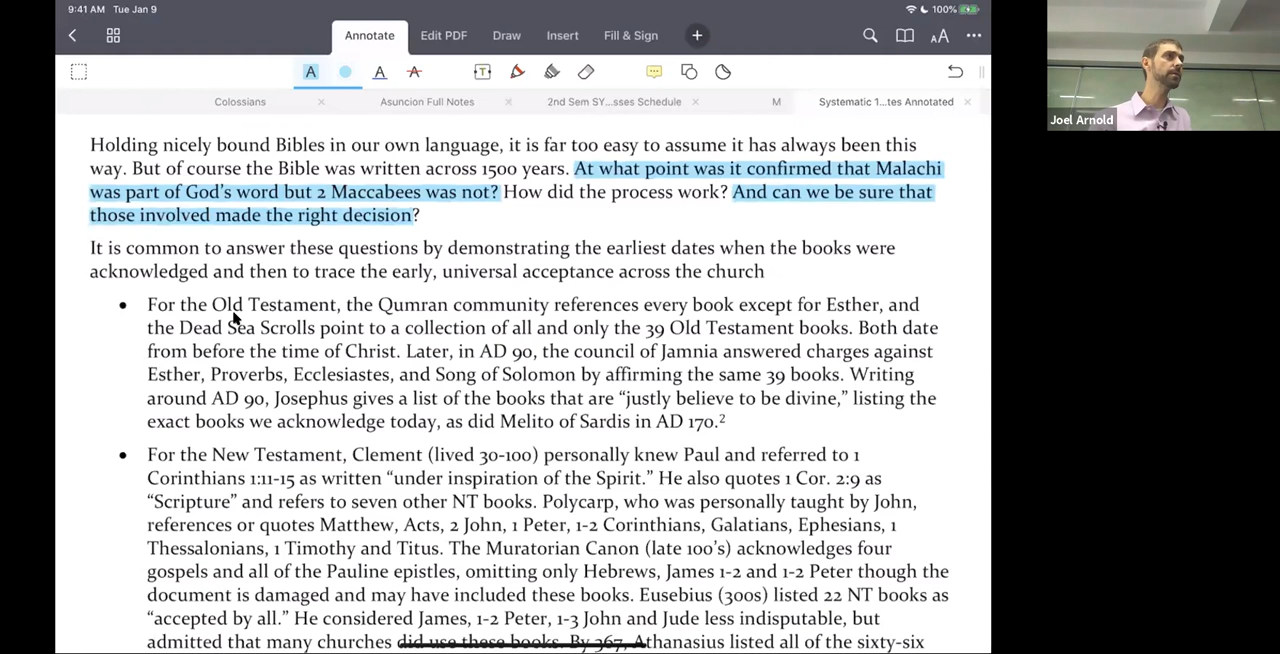 9:41 AM Tue Jan 9
100%
Annotate Edit PDF Draw Insert Fill & Sign
AA
A A A T
Colossians Asuncion Full Notes 2nd Sem SY...sses Schedule M Systematic 1...tes Annotated
Joel Arnold
Holding nicely bound Bibles in our own language, it is far too easy to assume it has always been this
way. But of course the Bible was written across 1500 years. At what point was it confirmed that Malachi
was part of God's word but 2 Maccabees was not? How did the process work? And can we be sure that
those involved made the right decision?
It is common to answer these questions by demonstrating the earliest dates when the books were
acknowledged and then to trace the early, universal acceptance across the church
• For the Old Testament, the Qumran community references every book except for Esther, and
the Dead Sea Scrolls point to a collection of all and only the 39 Old Testament books. Both date
from before the time of Christ. Later, in AD 90, the council of Jamnia answered charges against
Esther, Proverbs, Ecclesiastes, and Song of Solomon by affirming the same 39 books. Writing
around AD 90, Josephus gives a list of the books that are “justly believe to be divine,” listing the
exact books we acknowledge today, as did Melito of Sardis in AD 170.2
• For the New Testament, Clement (lived 30-100) personally knew Paul and referred to 1
Corinthians 1:11-15 as written “under inspiration of the Spirit.” He also quotes 1 Cor. 2:9 as
“Scripture” and refers to seven other NT books. Polycarp, who was personally taught by John,
references or quotes Matthew, Acts, 2 John, 1 Peter, 1-2 Corinthians, Galatians, Ephesians, 1
Thessalonians, 1 Timothy and Titus. The Muratorian Canon (late 100's) acknowledges four
gospels and all of the Pauline epistles, omitting only Hebrews, James 1-2 and 1-2 Peter though the
document is damaged and may have included these books. Eusebius (300s) listed 22 NT books as
“accepted by all.” He considered James, 1-2 Peter, 1-3 John and Jude less indisputable, but
admitted that many churches did use these books. By 367, Athanasius listed all of the sixty-six